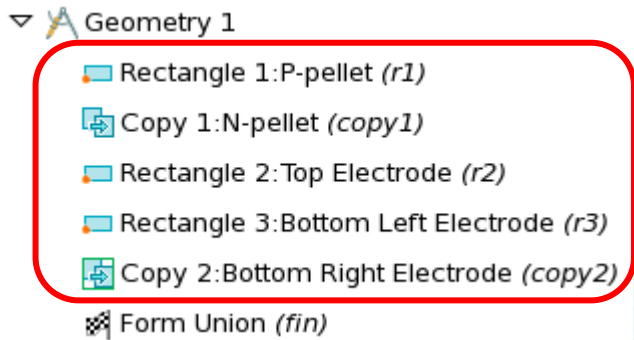 Geometry 1
Rectangle 1:P-pellet (r1)
Copy 1:N-pellet (copy1)
Rectangle 2:Top Electrode (r2)
Rectangle 3:Bottom Left Electrode (r3)
Copy 2:Bottom Right Electrode (copy2)
Form Union (fin)